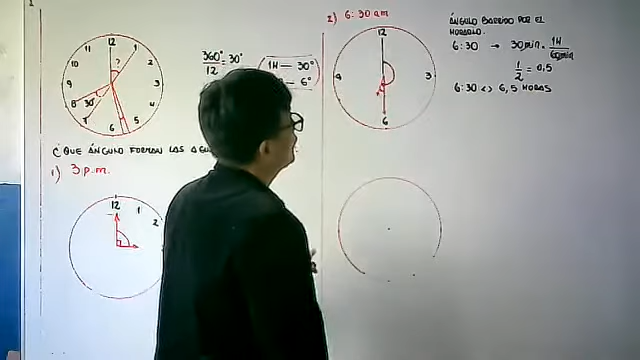 1
12
1
2
3
4
5
6
7
8
9
10
11
?
30°
360° = 30°
12
1H — 30°
— 6°
¿ QUE ÁNGULO FORMAN LAS
1) 3 p.m.
12
1
2
2) 6:30 am
12
3
6
9
ÁNGULO BARRIDO POR EL
HORARIO.
6:30 → 30min. 1H
60min
1
2 = 0,5
6:30 <> 6,5 HORAS